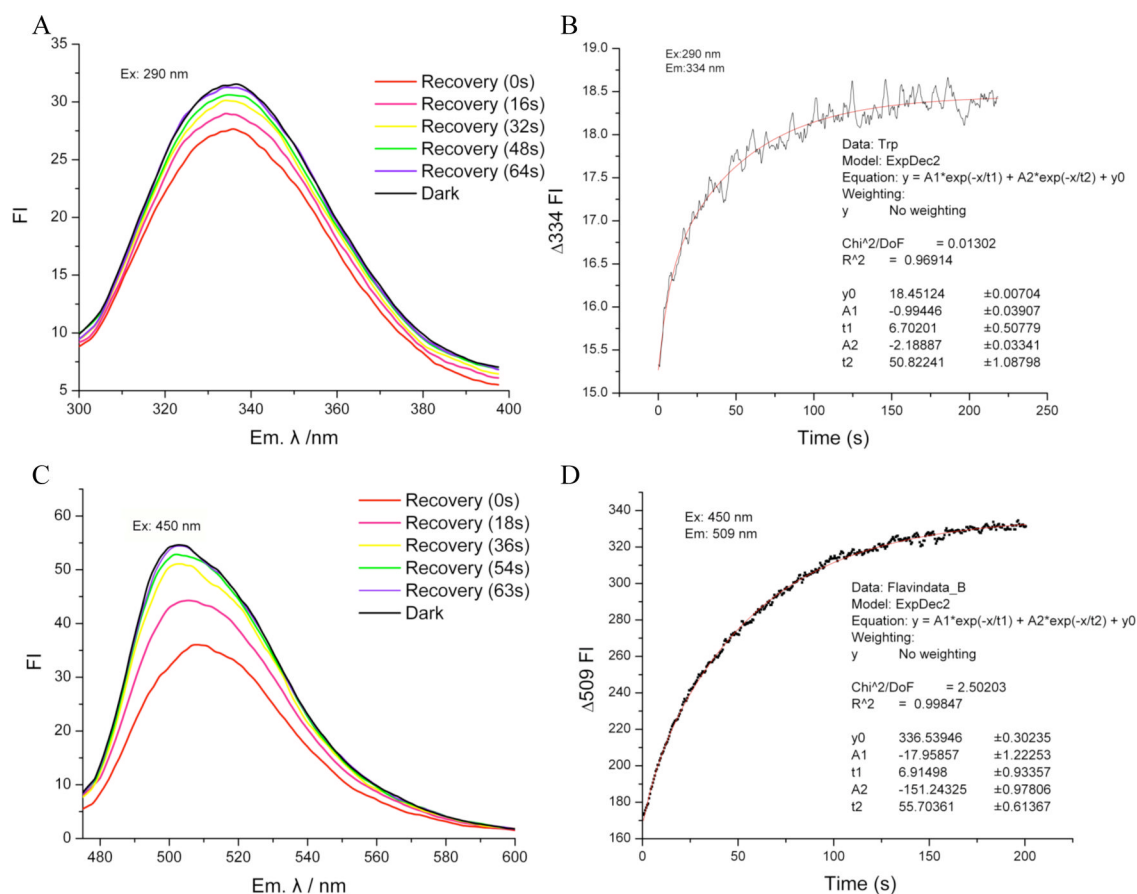 A
Ex: 290 nm
Recovery (0s)
Recovery (16s)
Recovery (32s)
Recovery (48s)
Recovery (64s)
Dark
FI
35
30
25
20
15
10
5
300
320
340
360
380
400
Em. λ /nm
B
Ex:290 nm
Em:334 nm
Δ334 FI
19.0
18.5
18.0
17.5
17.0
16.5
16.0
15.5
15.0
Data: Trp
Model: ExpDec2
Equation: y = A1*exp(-x/t1) + A2*exp(-x/t2) + y0
Weighting:
y No weighting
Chi^2/DoF = 0.01302
R^2 = 0.96914
y0 18.45124 ±0.00704
A1 -0.99446 ±0.03907
t1 6.70201 ±0.50779
A2 -2.18887 ±0.03341
t2 50.82241 ±1.08798
0
50
100
150
200
250
Time (s)
C
Ex: 450 nm
Recovery (0s)
Recovery (18s)
Recovery (36s)
Recovery (54s)
Recovery (63s)
Dark
FI
60
50
40
30
20
10
0
480
500
520
540
560
580
600
Em. λ / nm
D
Ex: 450 nm
Em: 509 nm
Δ509 FI
340
320
300
280
260
240
220
200
180
160
Data: Flavindata_B
Model: ExpDec2
Equation: y = A1*exp(-x/t1) + A2*exp(-x/t2) + y0
Weighting:
y No weighting
Chi^2/DoF = 2.50203
R^2 = 0.99847
y0 336.53946 ±0.30235
A1 -17.95857 ±1.22253
t1 6.91498 ±0.93357
A2 -151.24325 ±0.97806
t2 55.70361 ±0.61367
0
50
100
150
200
Time (s)